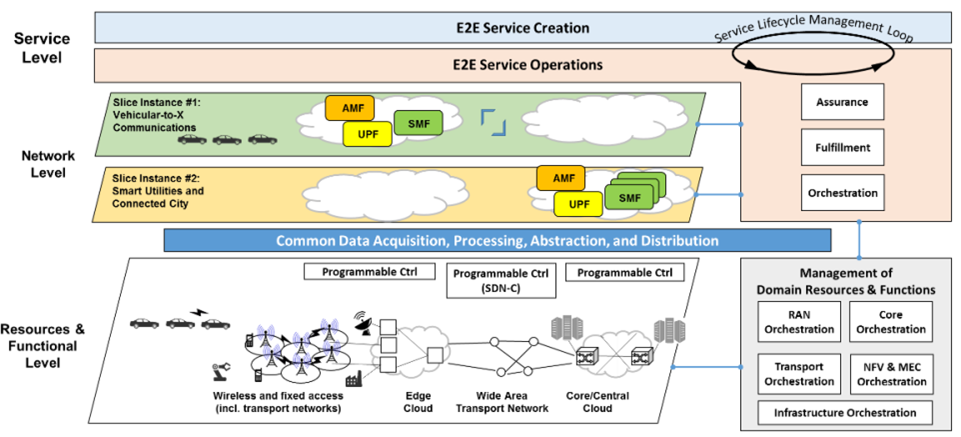 E2E Service Creation
Service Lifecycle Management Loop
Service
Level
E2E Service Operations
Slice Instance #1:
Vehicular-to-X
Communications
AMF
UPF
SMF
Assurance
Fulfillment
Orchestration
Network
Level
Slice Instance #2:
Smart Utilities and
Connected City
AMF
UPF
SMF
Common Data Acquisition, Processing, Abstraction, and Distribution
Programmable Ctrl
Programmable Ctrl
(SDN-C)
Programmable Ctrl
Resources &
Functional
Level
Wireless and fixed access
(incl. transport networks)
Edge
Cloud
Wide Area
Transport Network
Core/Central
Cloud
Management of
Domain Resources & Functions
RAN
Orchestration
Core
Orchestration
Transport
Orchestration
NFV & MEC
Orchestration
Infrastructure Orchestration